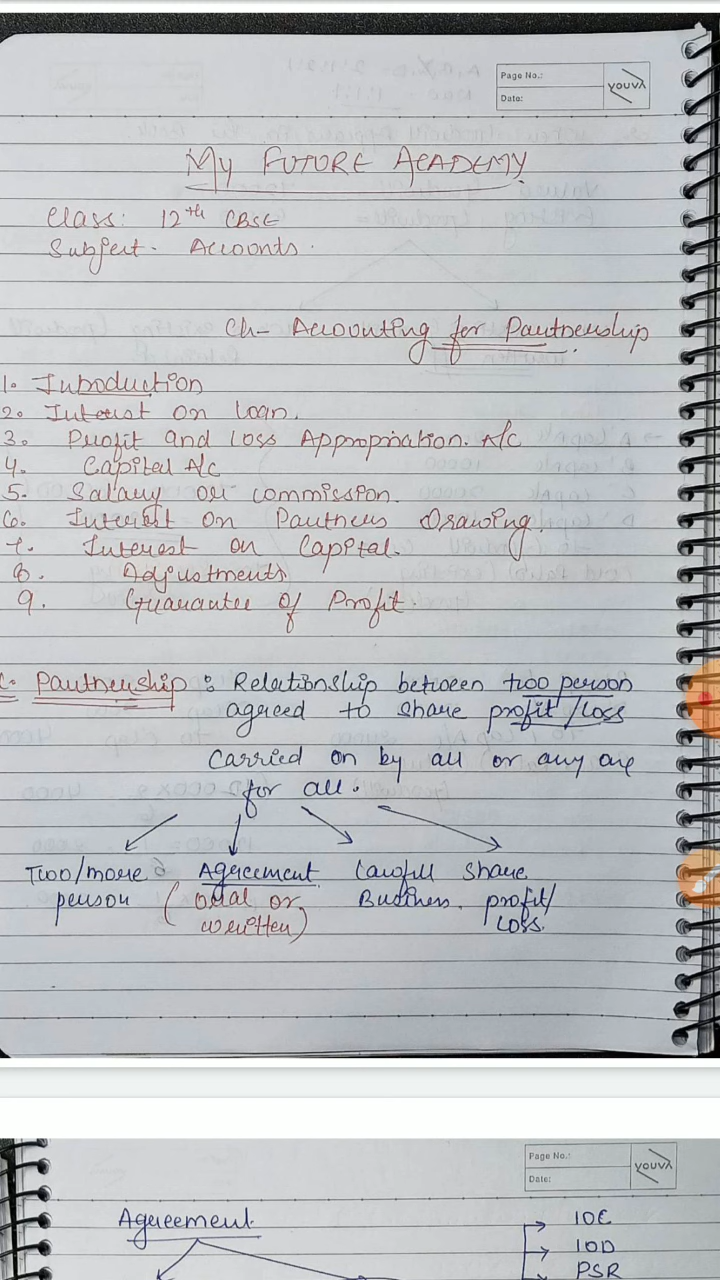 Page No.:
Date:
youva
My FUTURE ACADEMY
Class: 12th CBSE
Subject- Accounts.
Ch- Accounting for Partnership
1. Introduction
2. Interest on loan.
3. Profit and loss Appropriation. A/c
4. Capital A/c
5. Salary or commission.
6. Interest on Partners Drawing.
7. Interest on Capital.
8. Adjustments
9. Guarantee of Profit.
Partnership : Relationship between two person
agreed to share profit/loss
carried on by all or any one
for all.
Two/more person
Agreement (oral or written)
Lawfull Business.
Share profit/loss.
Page No.:
Date:
youva
Agreement
IOC
IOD
PSR